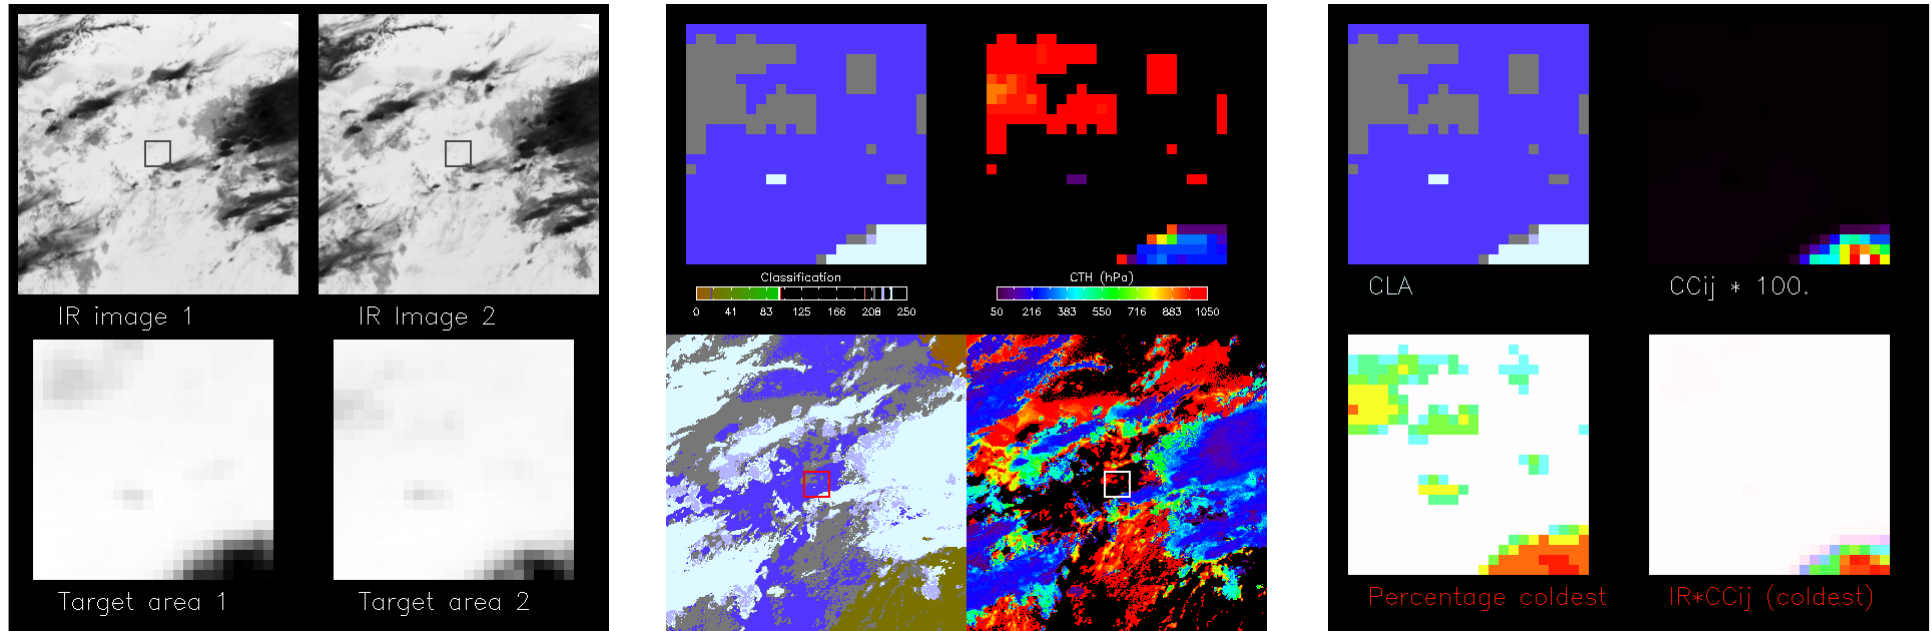 IR image 1
IR Image 2
Target area 1
Target area 2
Classification
0 41 83 125 166 208 250
CTH (hPa)
50 216 383 550 716 883 1050
CLA
CCij * 100.
Percentage coldest
IR*CCij (coldest)